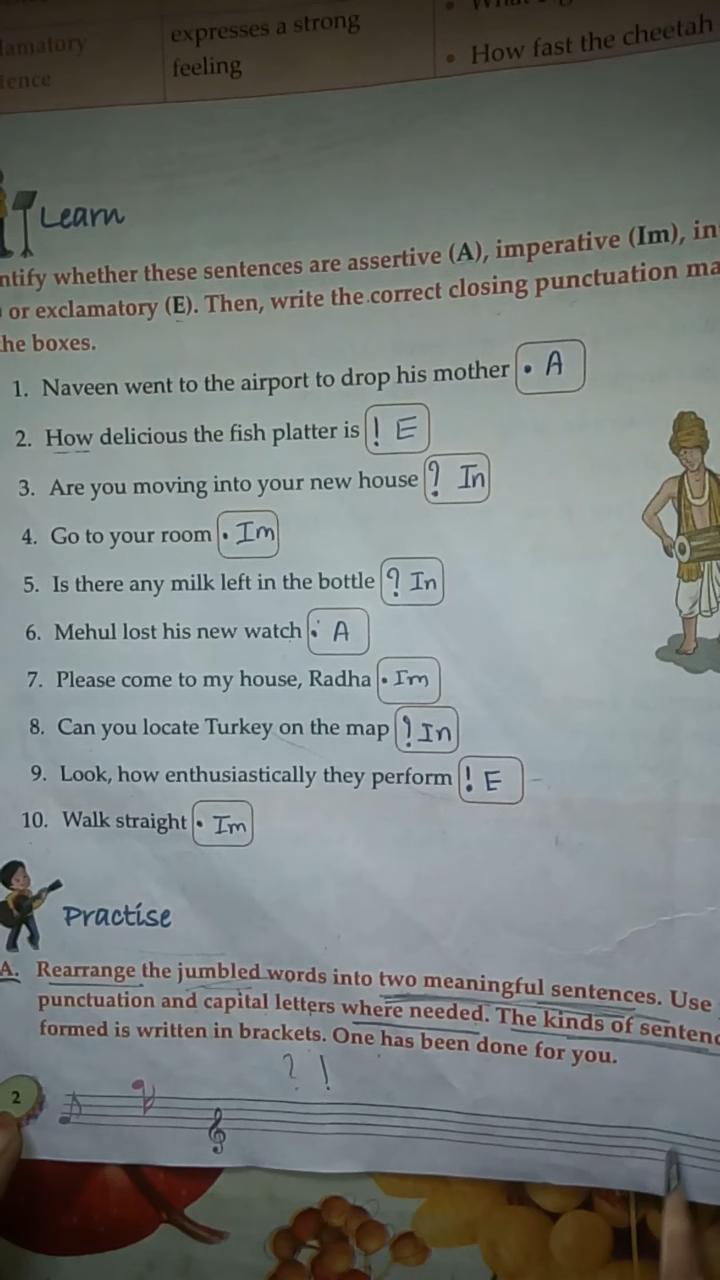 expresses a strong
feeling
How fast the cheetah
Learn
ntify whether these sentences are assertive (A), imperative (Im), in
or exclamatory (E). Then, write the correct closing punctuation ma
he boxes.
1. Naveen went to the airport to drop his mother . A
2. How delicious the fish platter is ! E
3. Are you moving into your new house ? In
4. Go to your room . Im
5. Is there any milk left in the bottle ? In
6. Mehul lost his new watch . A
7. Please come to my house, Radha . Im
8. Can you locate Turkey on the map ? In
9. Look, how enthusiastically they perform ! E
10. Walk straight . Im
Practise
A. Rearrange the jumbled words into two meaningful sentences. Use
punctuation and capital letters where needed. The kinds of sentenc
formed is written in brackets. One has been done for you.
? !
2